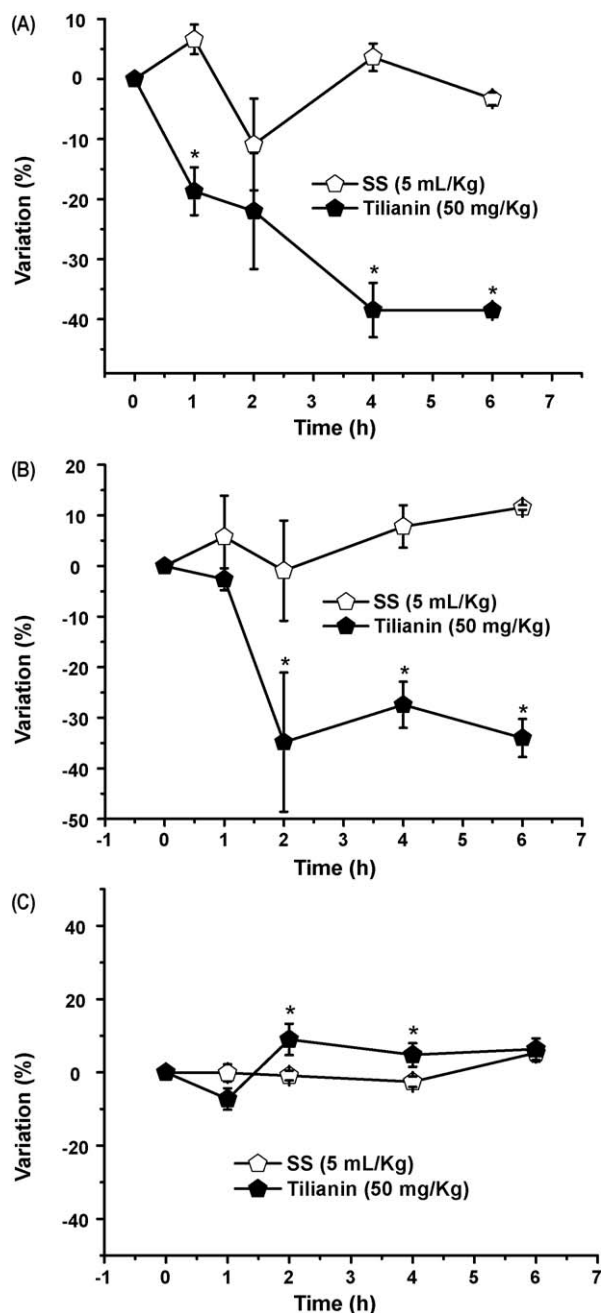 (A)
10
0
-10
-20
-30
-40
Variation (%)
*
*
*
SS (5 mL/Kg)
Tilianin (50 mg/Kg)
0 1 2 3 4 5 6 7
Time (h)
(B)
20
10
0
-10
-20
-30
-40
-50
Variation (%)
SS (5 mL/Kg)
Tilianin (50 mg/Kg)
*
*
*
-1 0 1 2 3 4 5 6 7
Time (h)
(C)
40
20
0
-20
-40
Variation (%)
*
*
SS (5 mL/Kg)
Tilianin (50 mg/Kg)
-1 0 1 2 3 4 5 6 7
Time (h)